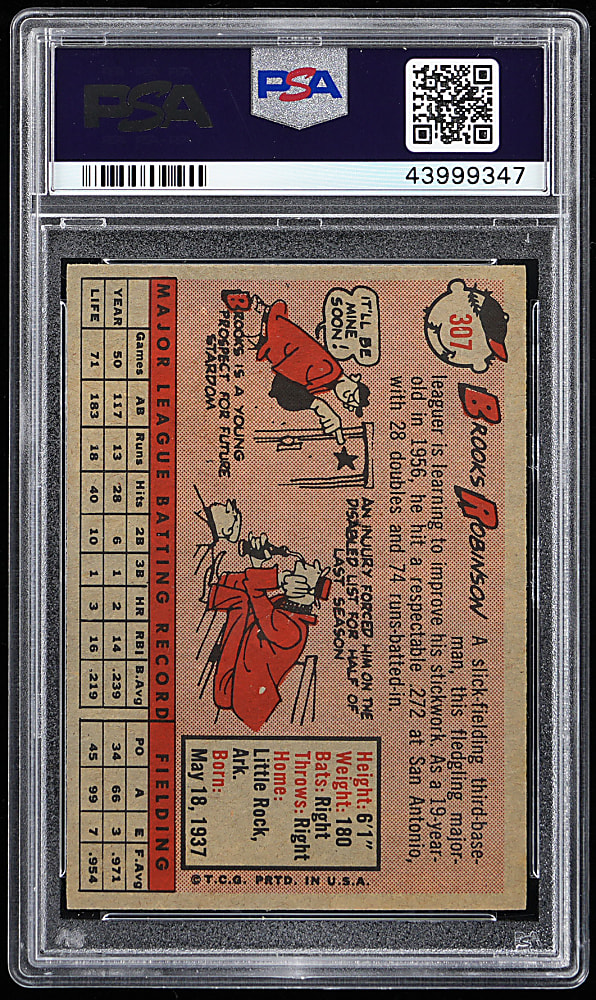 PSA
PSA
43999347
307
BROOKS ROBINSON A slick-fielding third-base-
man, this fledgling major-
leaguer is learning to improve his stickwork. As a 19-year-
old in 1956, he hit a respectable .272 at San Antonio,
with 28 doubles and 74 runs-batted-in.
IT'LL BE
MINE
SOON!
BROOKS IS A YOUNG
PROSPECT FOR FUTURE
STARDOM
AN INJURY FORCED HIM ON THE
DISABLED LIST FOR HALF OF
LAST SEASON
Height: 6'1"
Weight: 180
Bats: Right
Throws: Right
Home:
Little Rock,
Ark.
Born:
May 18, 1937
©T.C.G. PRTD. IN U.S.A.
MAJOR LEAGUE BATTING RECORD FIELDING
Games AB Runs Hits 2B 3B HR RBI B.Avg PO A E F.Avg
YEAR 50 117 13 28 6 1 2 14 .239 34 66 3 .971
LIFE 71 183 18 40 10 1 3 16 .219 45 99 7 .954